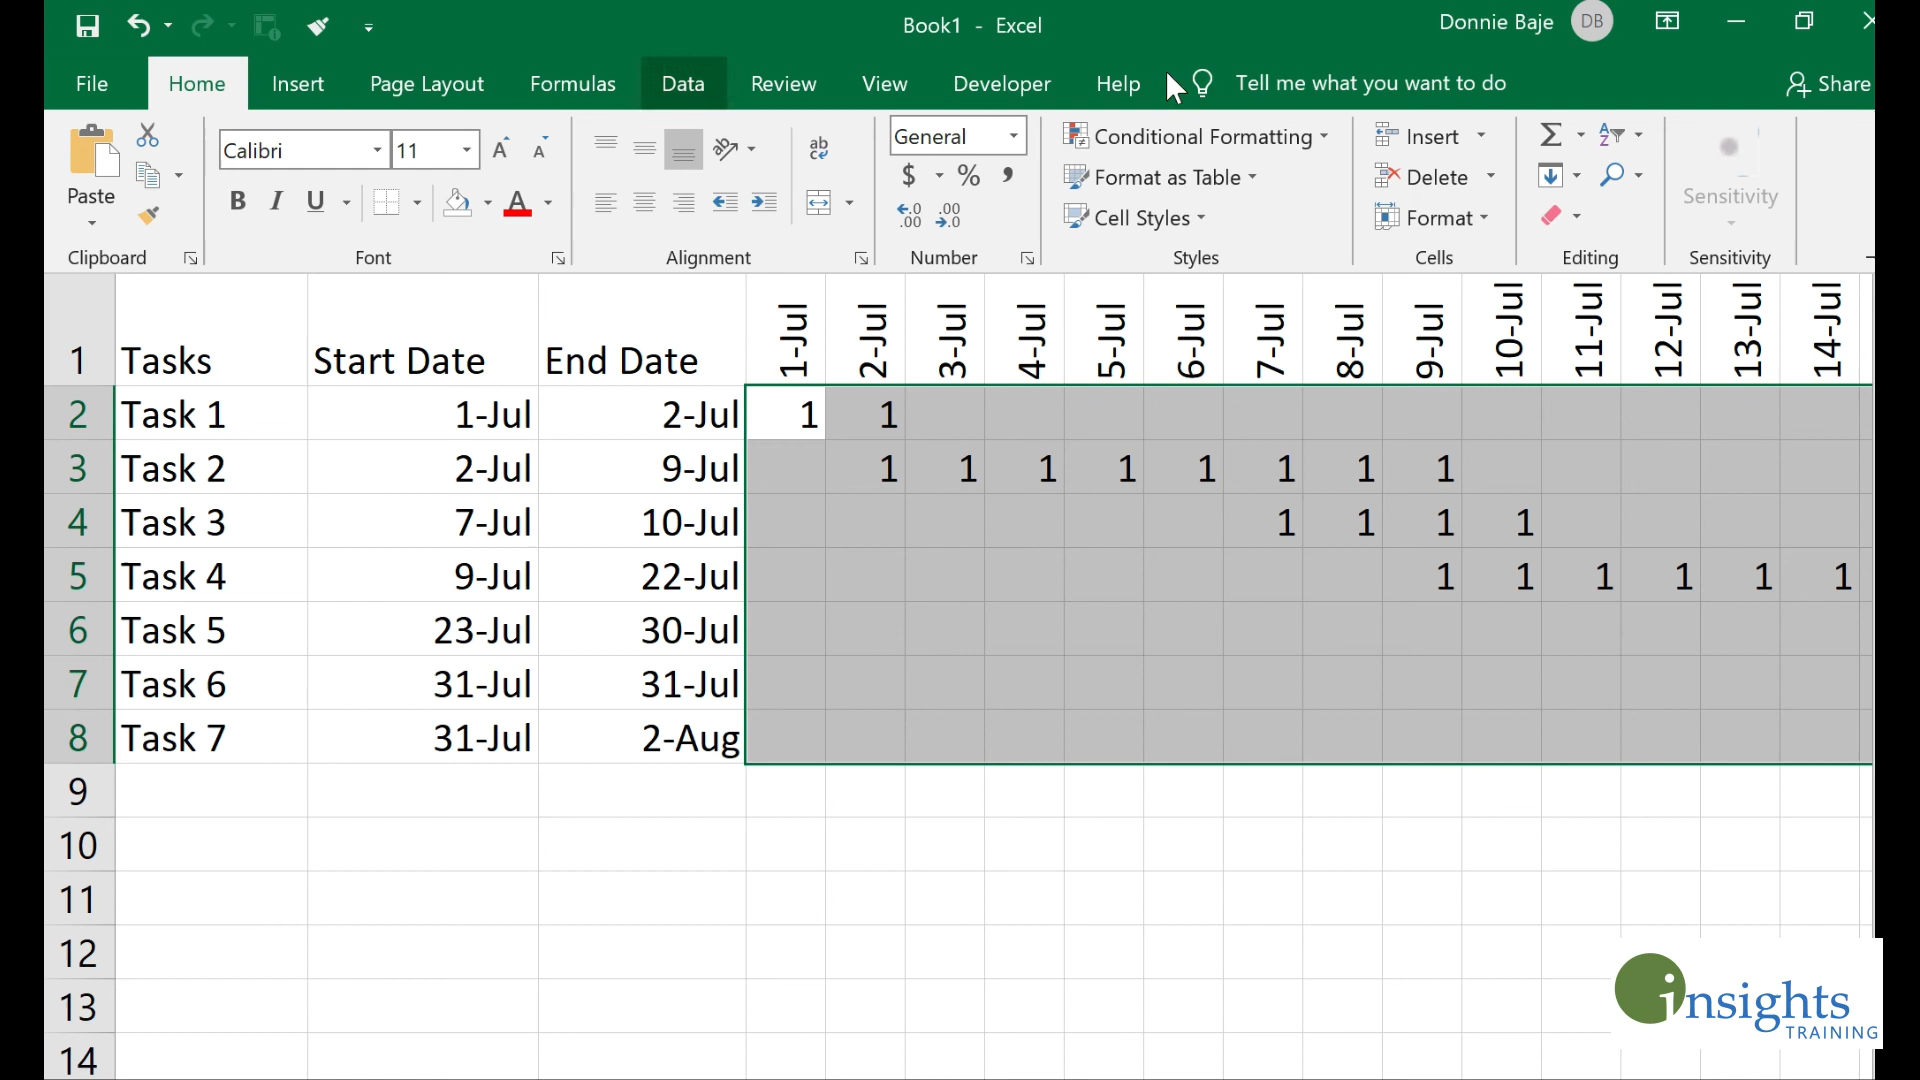 Book1 - Excel
Donnie Baje DB
File Home Insert Page Layout Formulas Data Review View Developer Help Tell me what you want to do Share
Paste
Clipboard
Calibri 11
B I U A
Font
ab
Alignment
General
$ % ,
Number
Conditional Formatting
Format as Table
Cell Styles
Styles
Insert
Delete
Format
Cells
Editing
Sensitivity
Sensitivity
1 Tasks Start Date End Date 1-Jul 2-Jul 3-Jul 4-Jul 5-Jul 6-Jul 7-Jul 8-Jul 9-Jul 10-Jul 11-Jul 12-Jul 13-Jul 14-Jul
2 Task 1 1-Jul 2-Jul 1 1
3 Task 2 2-Jul 9-Jul 1 1 1 1 1 1 1 1
4 Task 3 7-Jul 10-Jul 1 1 1 1
5 Task 4 9-Jul 22-Jul 1 1 1 1 1 1
6 Task 5 23-Jul 30-Jul
7 Task 6 31-Jul 31-Jul
8 Task 7 31-Jul 2-Aug
9
10
11
12
13
14
insights
TRAINING